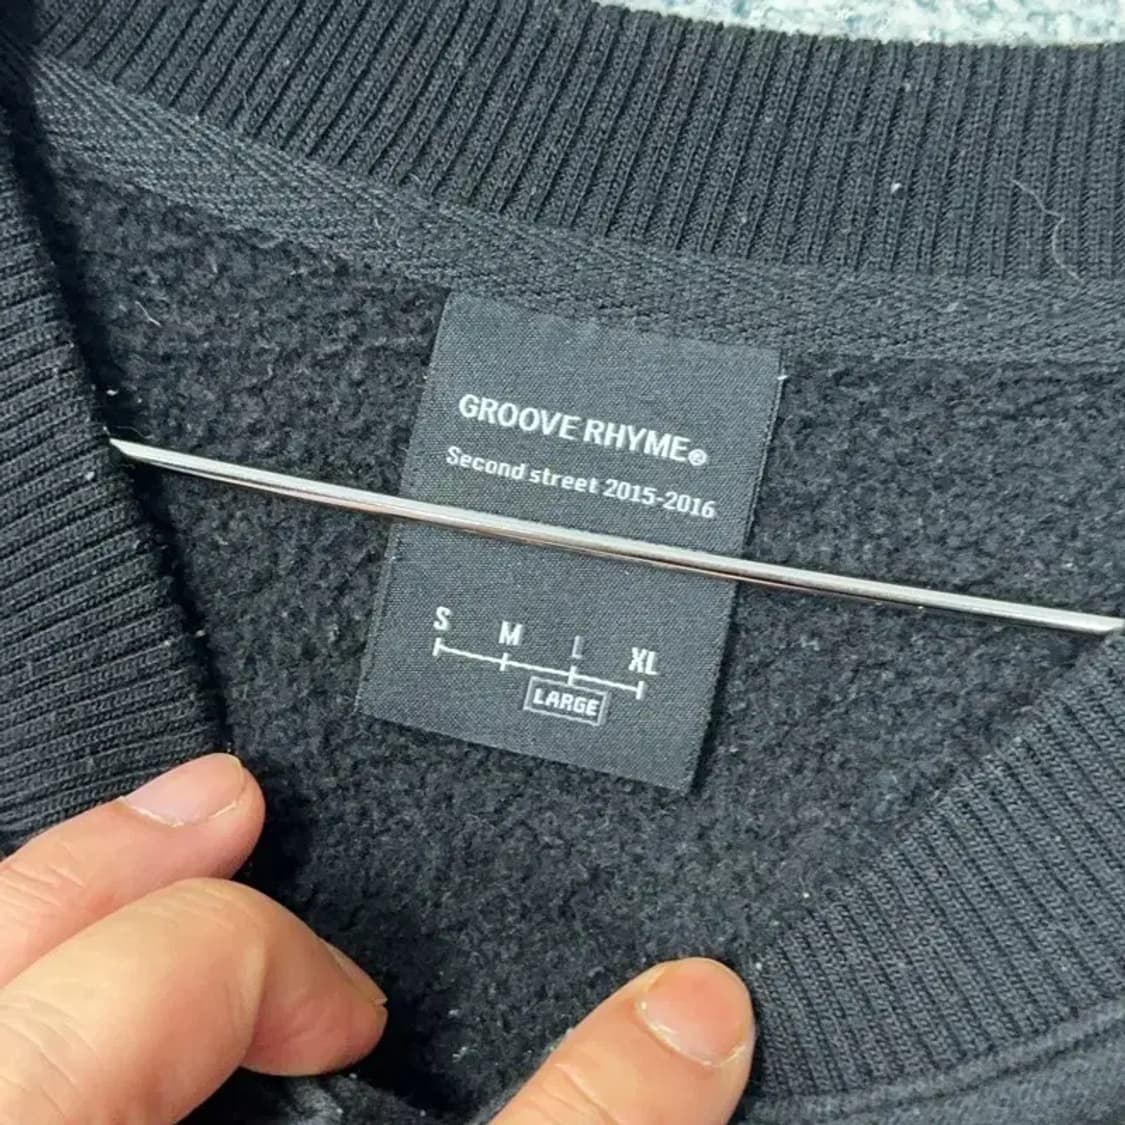 GROOVE RHYME®
Second street 2015-2016
S M L XL
LARGE